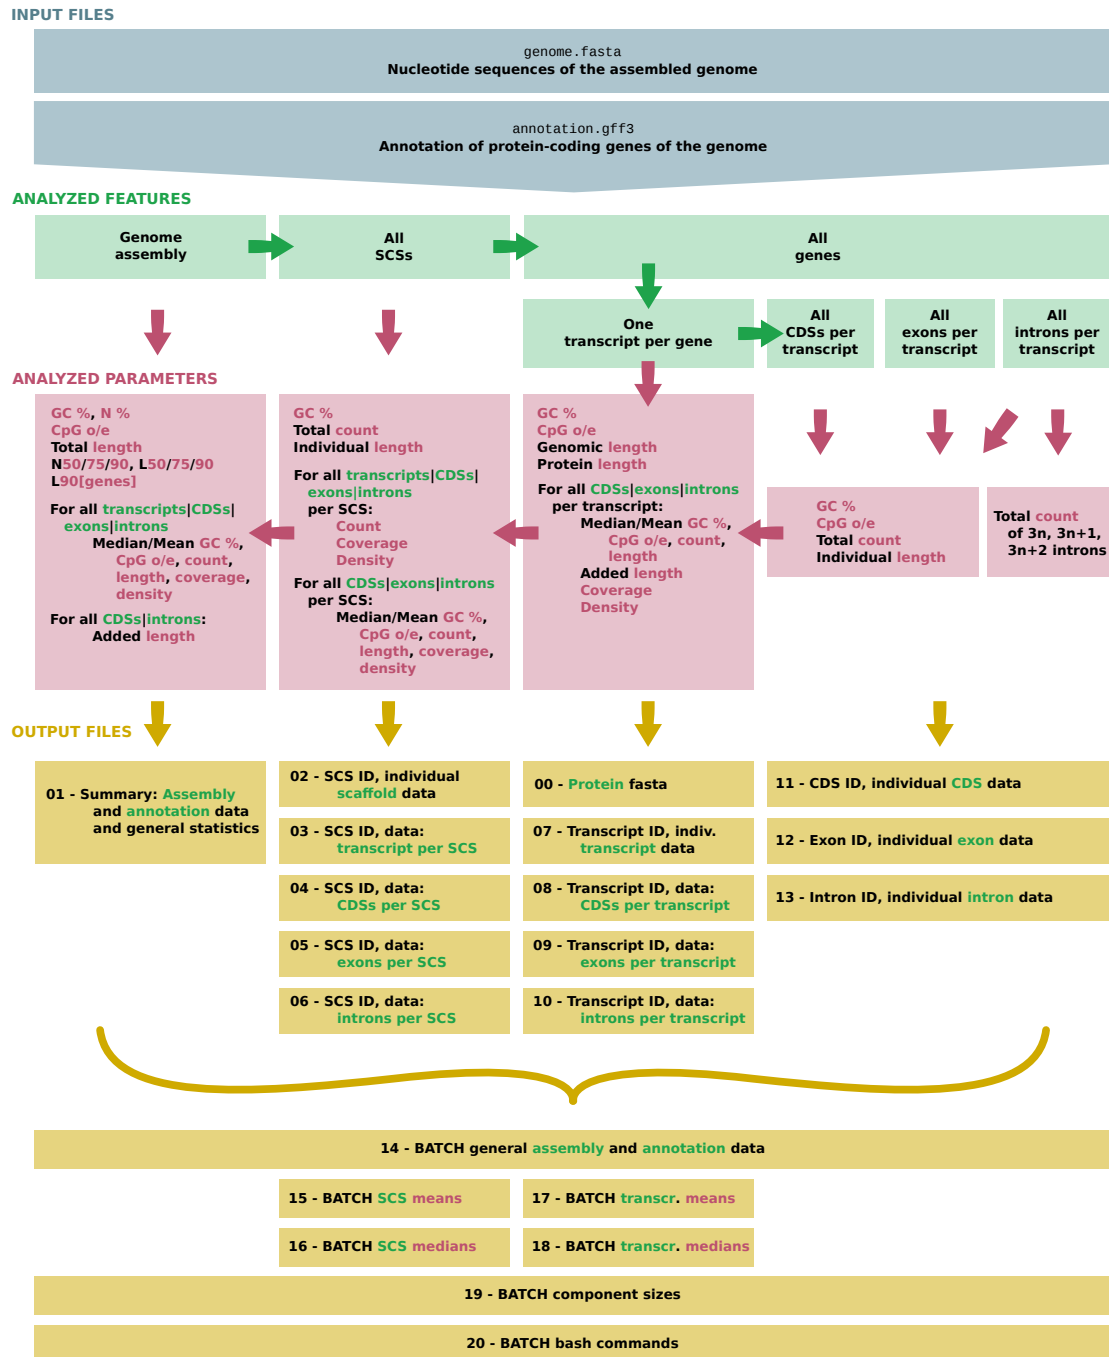 INPUT FILES
genome.fasta
Nucleotide sequences of the assembled genome
annotation.gff3
Annotation of protein-coding genes of the genome
ANALYZED FEATURES
Genome
assembly
All
SCSs
All
genes
One
transcript per gene
All
CDSs per
transcript
All
exons per
transcript
All
introns per
transcript
ANALYZED PARAMETERS
GC %, N %
CpG o/e
Total length
N50/75/90, L50/75/90
L90[genes]
For all transcripts|CDSs|
exons|introns
Median/Mean GC %,
CpG o/e, count,
length, coverage,
density
For all CDSs|introns:
Added length
GC %
Total count
Individual length
For all transcripts|CDSs|
exons|introns
per SCS:
Count
Coverage
Density
For all CDSs|exons|introns
per SCS:
Median/Mean GC %,
CpG o/e, count,
length, coverage,
density
GC %
CpG o/e
Genomic length
Protein length
For all CDSs|exons|introns
per transcript:
Median/Mean GC %,
CpG o/e, count,
length
Added length
Coverage
Density
GC %
CpG o/e
Total count
Individual length
Total count
of 3n, 3n+1,
3n+2 introns
OUTPUT FILES
01 - Summary: Assembly
and annotation data
and general statistics
02 - SCS ID, individual
scaffold data
03 - SCS ID, data:
transcript per SCS
04 - SCS ID, data:
CDSs per SCS
05 - SCS ID, data:
exons per SCS
06 - SCS ID, data:
introns per SCS
00 - Protein fasta
07 - Transcript ID, indiv.
transcript data
08 - Transcript ID, data:
CDSs per transcript
09 - Transcript ID, data:
exons per transcript
10 - Transcript ID, data:
introns per transcript
11 - CDS ID, individual CDS data
12 - Exon ID, individual exon data
13 - Intron ID, individual intron data
14 - BATCH general assembly and annotation data
15 - BATCH SCS means
17 - BATCH transcr. means
16 - BATCH SCS medians
18 - BATCH transcr. medians
19 - BATCH component sizes
20 - BATCH bash commands